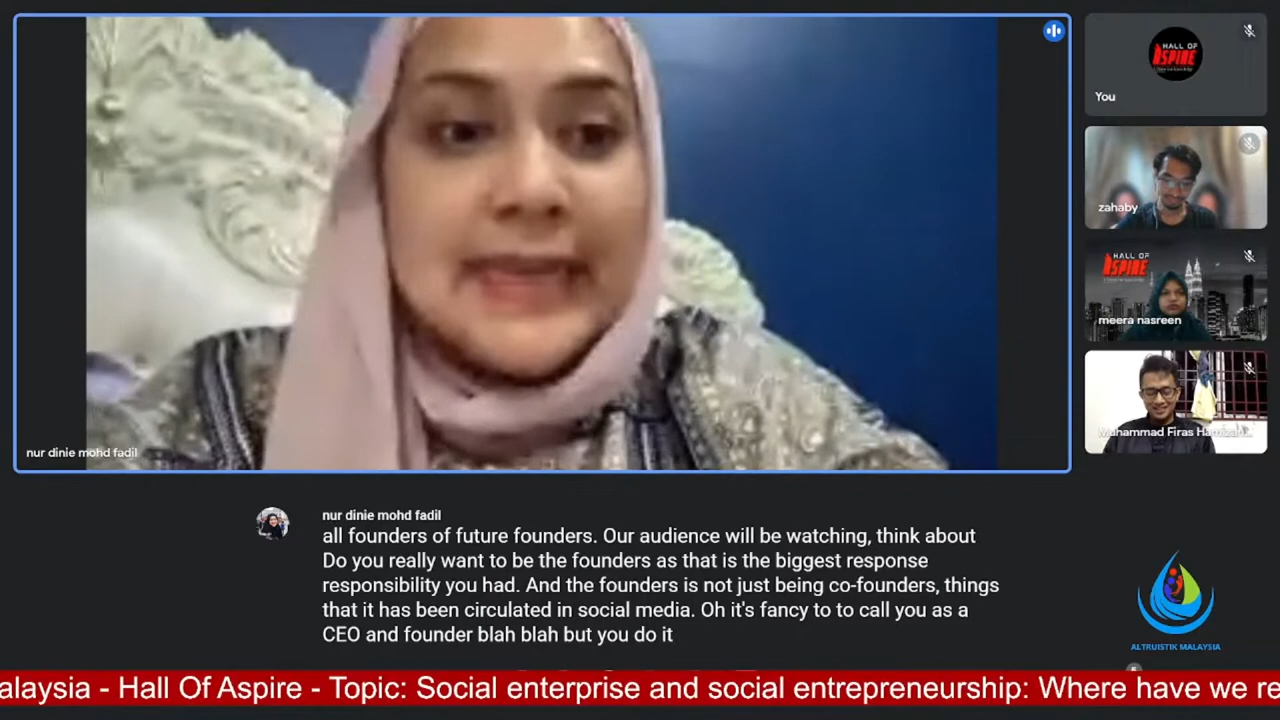 HALL OF
ASPIRE
You
zahaby
HALL OF
ASPIRE
meera nasreen
nur dinie mohd fadil
nur dinie mohd fadil
all founders of future founders. Our audience will be watching, think about
Do you really want to be the founders as that is the biggest response
responsibility you had. And the founders is not just being co-founders, things
that it has been circulated in social media. Oh it's fancy to to call you as a
CEO and founder blah blah but you do it
Muhammad Firas
ALTRUISTIK MALAYSIA
alaysia - Hall Of Aspire - Topic: Social enterprise and social entrepreneurship: Where have we re